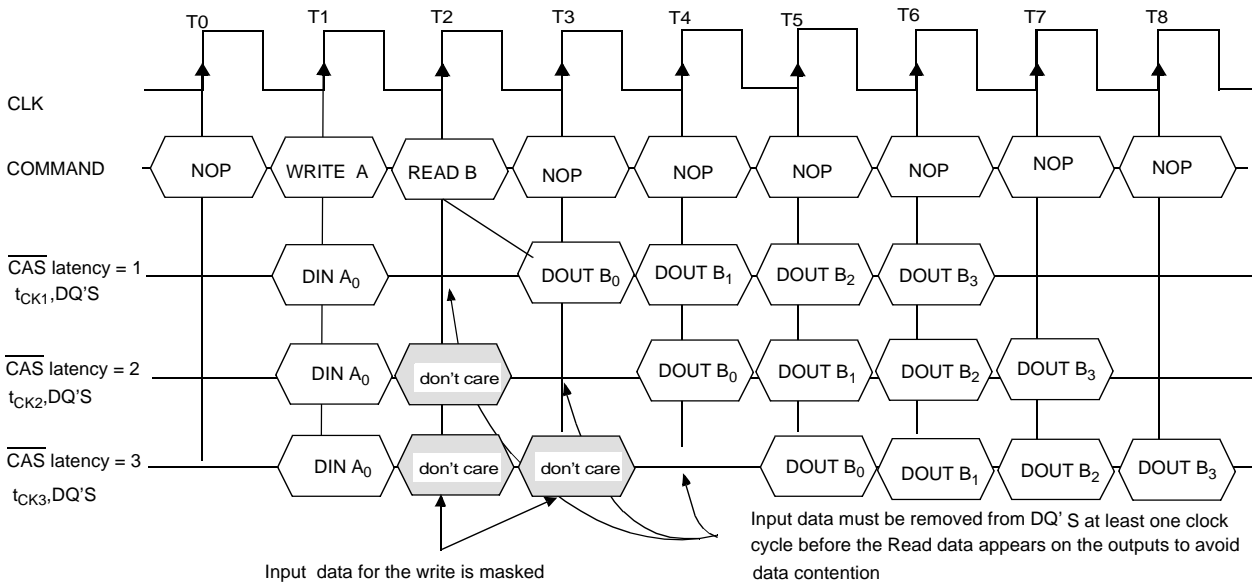 T0 T1 T2 T3 T4 T5 T6 T7 T8
CLK
COMMAND NOP WRITE A READ B NOP NOP NOP NOP NOP NOP
CAS latency = 1 DIN A0 DOUT B0 DOUT B1 DOUT B2 DOUT B3
tCK1,DQ'S
CAS latency = 2 DIN A0 don't care DOUT B0 DOUT B1 DOUT B2 DOUT B3
tCK2,DQ'S
CAS latency = 3 DIN A0 don't care don't care DOUT B0 DOUT B1 DOUT B2 DOUT B3
tCK3,DQ'S
Input data must be removed from DQ' S at least one clock
cycle before the Read data appears on the outputs to avoid
data contention
Input data for the write is masked